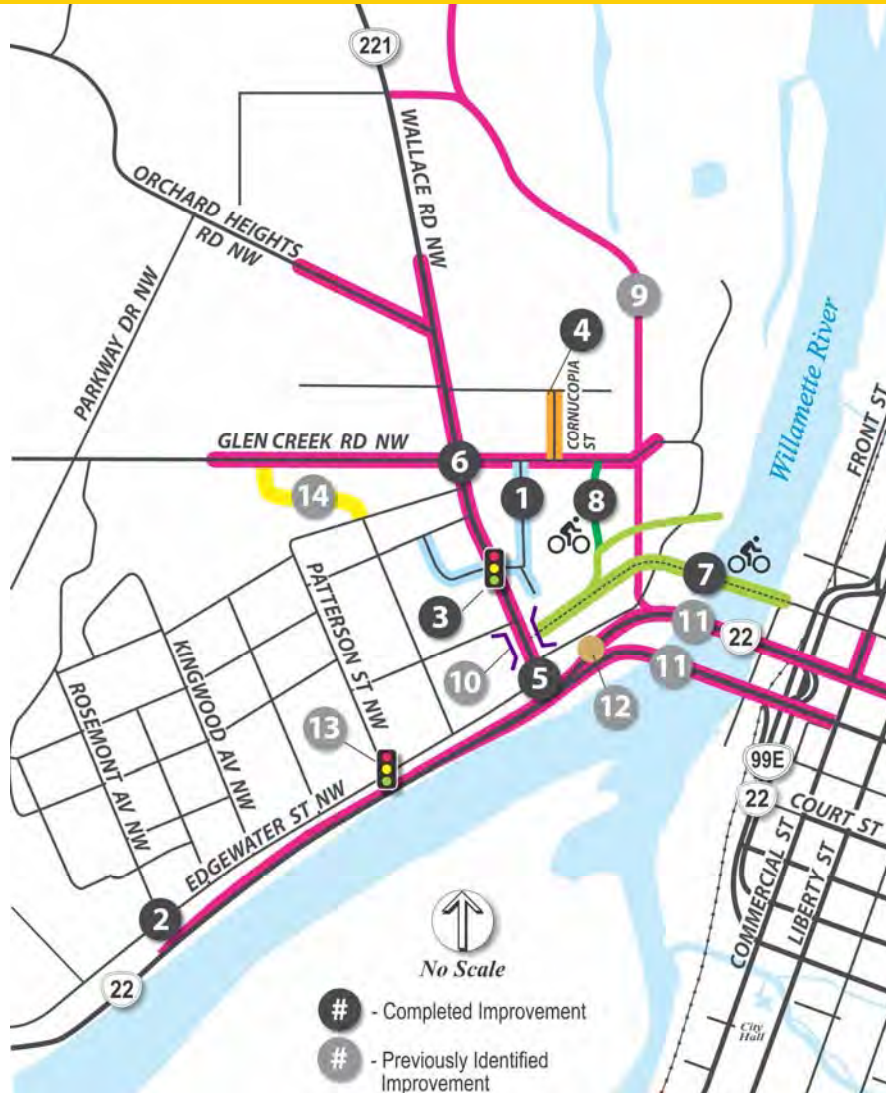 221
WALLACE RD NW
ORCHARD HEIGHTS
RD NW
PARKWAY DR NW
9
4
CORNUCOPIA
ST
Willamette River
FRONT ST
GLEN CREEK RD NW
6
14
1
8
7
3
PATTERSON ST NW
KINGWOOD AV NW
ROSEMONT AV NW
10
5
11
22
11
12
13
99E
22
COURT ST
EDGEWATER ST NW
COMMERCIAL ST
LIBERTY ST
2
22
No Scale
City
Hall
# - Completed Improvement
# - Previously Identified
Improvement